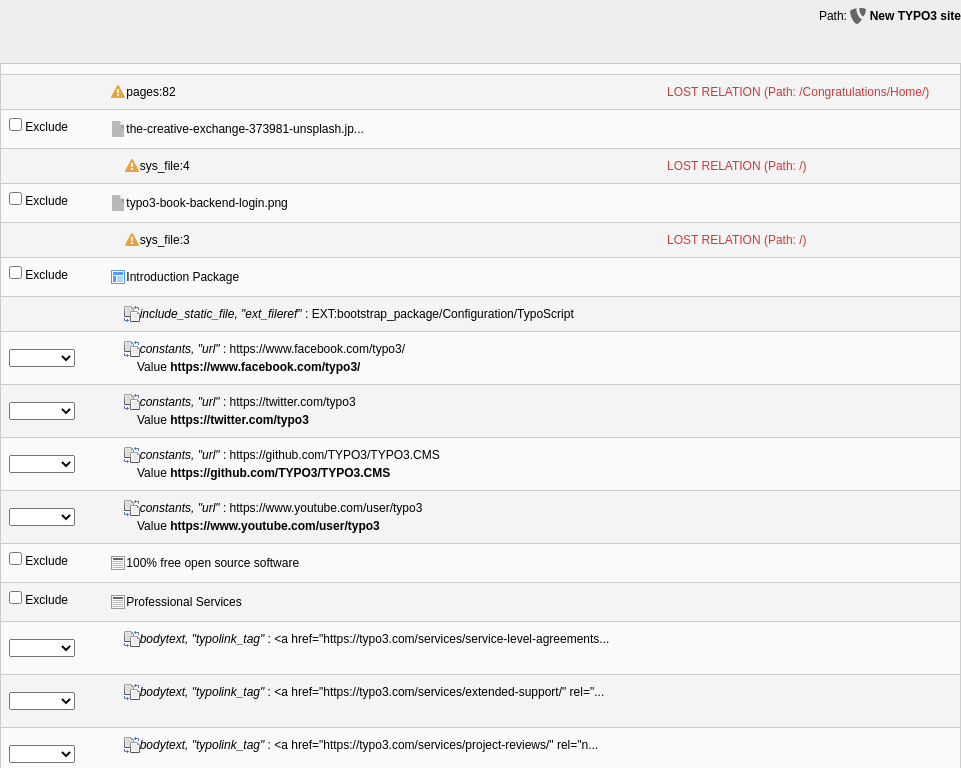 Path: New TYPO3 site
pages:82 LOST RELATION (Path: /Congratulations/Home/)
Exclude the-creative-exchange-373981-unsplash.jp...
sys_file:4 LOST RELATION (Path: /)
Exclude typo3-book-backend-login.png
sys_file:3 LOST RELATION (Path: /)
Exclude Introduction Package
include_static_file, "ext_fileref" : EXT:bootstrap_package/Configuration/TypoScript
constants, "url" : https://www.facebook.com/typo3/
Value https://www.facebook.com/typo3/
constants, "url" : https://twitter.com/typo3
Value https://twitter.com/typo3
constants, "url" : https://github.com/TYPO3/TYPO3.CMS
Value https://github.com/TYPO3/TYPO3.CMS
constants, "url" : https://www.youtube.com/user/typo3
Value https://www.youtube.com/user/typo3
Exclude 100% free open source software
Exclude Professional Services
bodytext, "typolink_tag" : <a href="https://typo3.com/services/service-level-agreements...
bodytext, "typolink_tag" : <a href="https://typo3.com/services/extended-support/" rel="...
bodytext, "typolink_tag" : <a href="https://typo3.com/services/project-reviews/" rel="n...